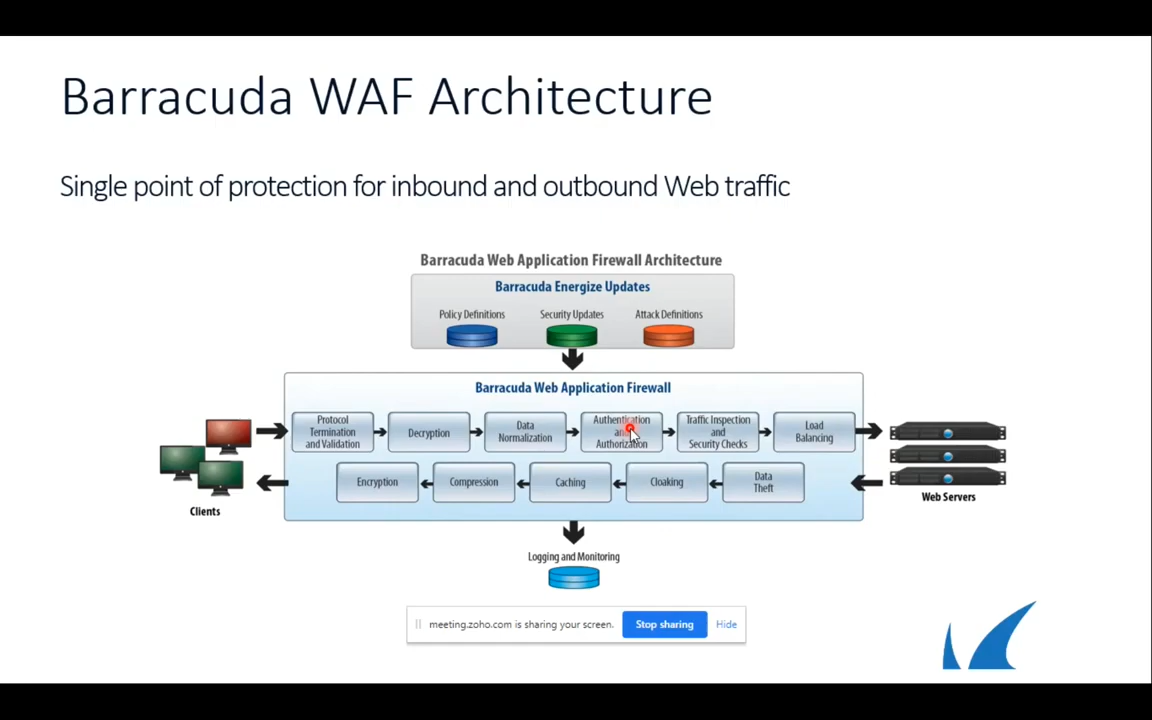 Barracuda WAF Architecture
Single point of protection for inbound and outbound Web traffic
Barracuda Web Application Firewall Architecture
Barracuda Energize Updates
Policy Definitions
Security Updates
Attack Definitions
Barracuda Web Application Firewall
Protocol
Termination
and Validation
Decryption
Data
Normalization
Authentication
and
Authorization
Traffic Inspection
and
Security Checks
Load
Balancing
Encryption
Compression
Caching
Cloaking
Data
Theft
Clients
Web Servers
Logging and Monitoring
meeting.zoho.com is sharing your screen.
Stop sharing
Hide